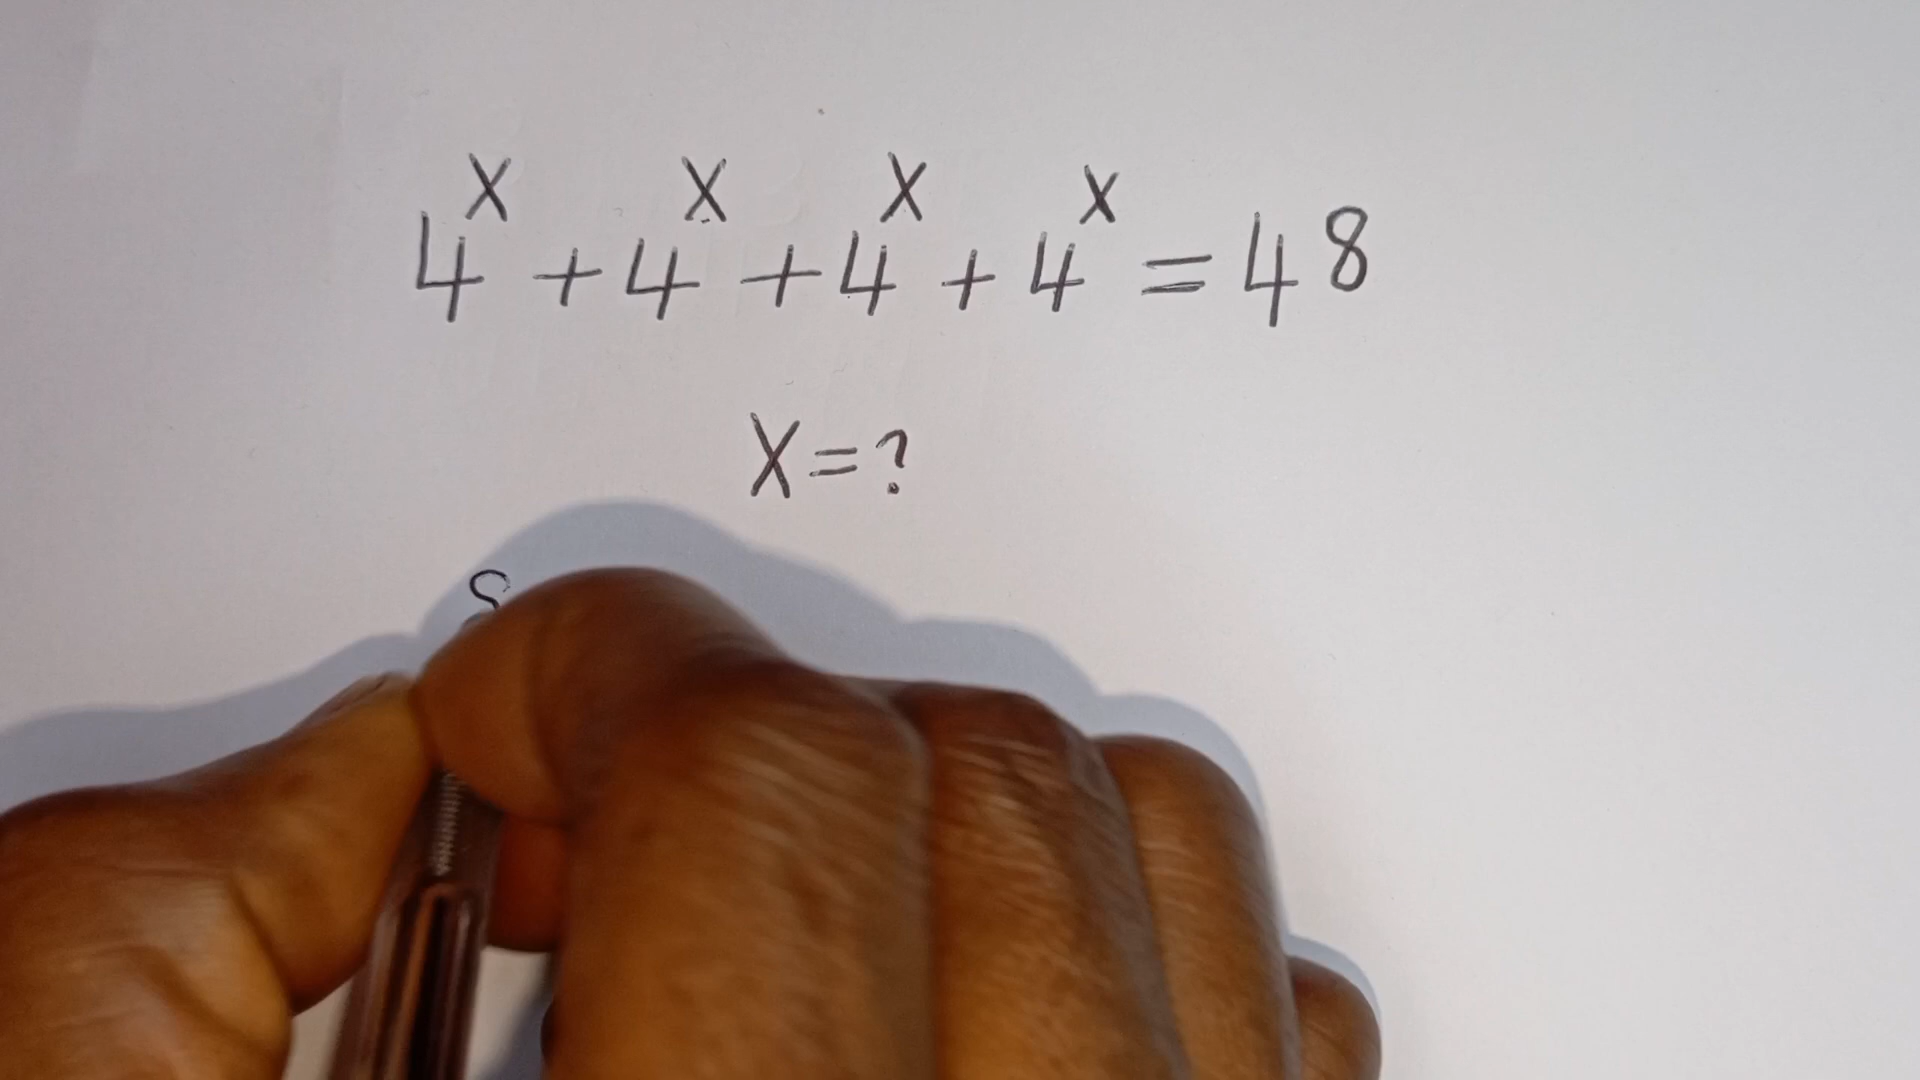 4^x + 4^x + 4^x + 4^x = 48
X = ?
S